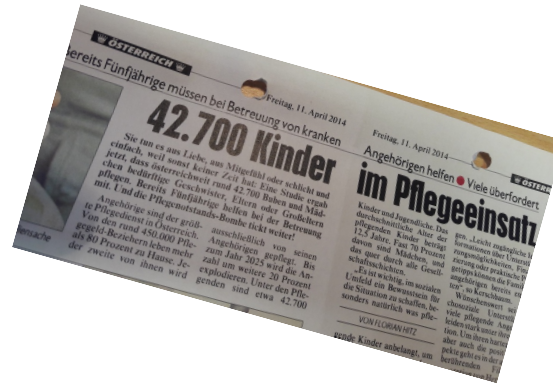 ÖSTERREICH
Bereits Fünfjährige müssen bei Betreuung von kranken
Freitag, 11. April 2014
42.700 Kinder
Sie tun es aus Liebe, aus Mitgefühl oder schlicht und
einfach, weil sonst keiner Zeit hat: Eine Studie ergab
jetzt, dass österreichweit rund 42.700 Buben und Mäd-
chen bedürftige Geschwister, Eltern oder Großeltern
pflegen. Bereits Fünfjährige helfen bei der Betreuung
mit. Und die Pflegenotstands-Bombe tickt weiter!
Angehörige sind der größ-
te Pflegedienst in Österreich.
Von den rund 450.000 Pfle-
gegeld-Beziehern leben mehr
als 80 Prozent zu Hause. Je-
der zweite von ihnen wird
ausschließlich von seinen
Angehörigen gepflegt. Bis
zum Jahr 2025 wird die An-
zahl um weitere 20 Prozent
explodieren. Unter den Pfle-
genden sind etwa 42.700
Freitag, 11. April 2014
ÖSTERR
Angehörigen helfen ● Viele überfordert
im Pflegeeinsatz
Kinder und Jugendliche. Das
durchschnittliche Alter der
pflegenden Kinder beträgt
12,5 Jahre. Fast 70 Prozent
davon sind Mädchen, und
das quer durch alle Gesell-
schaftsschichten.
„Es ist wichtig, im sozialen
Umfeld ein Bewusstsein für
die Situation zu schaffen, be-
sonders natürlich was pfle-
VON FLORIAN HITZ
gende Kinder anbelangt, um